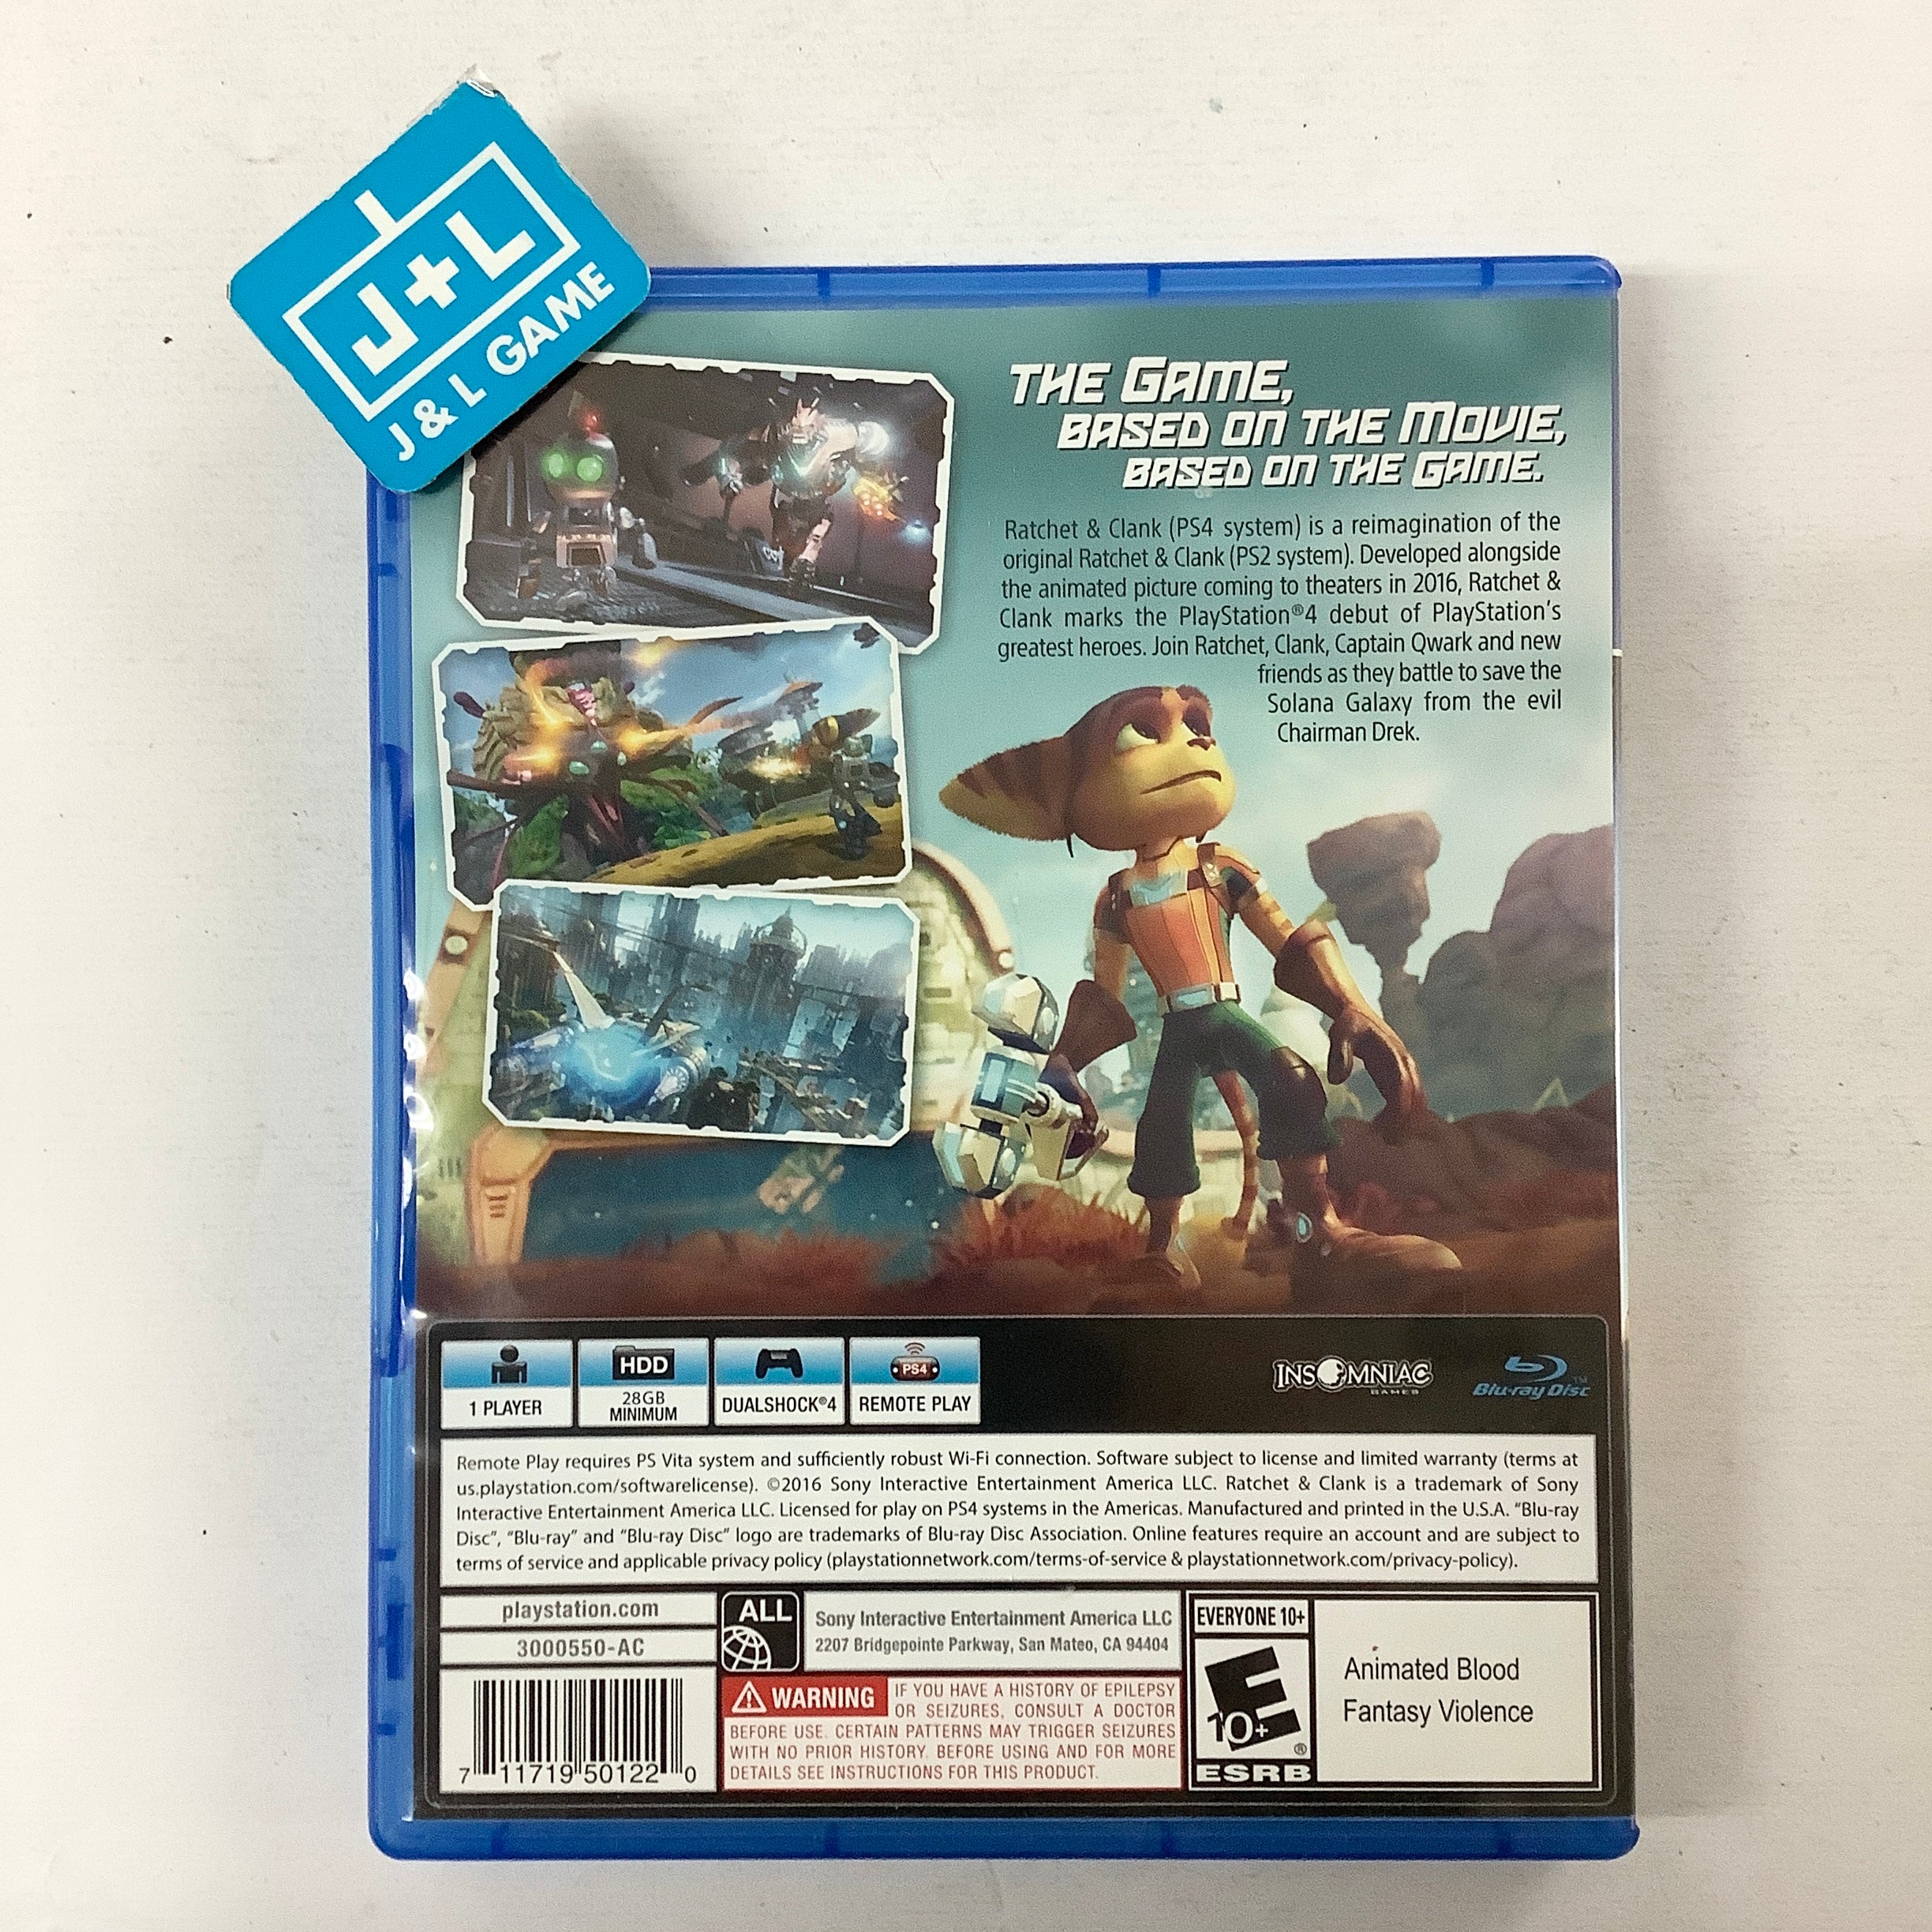 J+L
J & L GAME
THE GAME,
BASED ON THE MOVIE,
BASED ON THE GAME.
Ratchet & Clank (PS4 system) is a reimagination of the
original Ratchet & Clank (PS2 system). Developed alongside
the animated picture coming to theaters in 2016, Ratchet &
Clank marks the PlayStation®4 debut of PlayStation's
greatest heroes. Join Ratchet, Clank, Captain Qwark and new
friends as they battle to save the
Solana Galaxy from the evil
Chairman Drek.
1 PLAYER
HDD
28GB
MINIMUM
DUALSHOCK®4
PS4
REMOTE PLAY
INSOMNIAC
GAMES
Blu-ray Disc™
Remote Play requires PS Vita system and sufficiently robust Wi-Fi connection. Software subject to license and limited warranty (terms at
us.playstation.com/softwarelicense). ©2016 Sony Interactive Entertainment America LLC. Ratchet & Clank is a trademark of Sony
Interactive Entertainment America LLC. Licensed for play on PS4 systems in the Americas. Manufactured and printed in the U.S.A. “Blu-ray
Disc”, “Blu-ray” and “Blu-ray Disc” logo are trademarks of Blu-ray Disc Association. Online features require an account and are subject to
terms of service and applicable privacy policy (playstationnetwork.com/terms-of-service & playstationnetwork.com/privacy-policy).
playstation.com
3000550-AC
7 11719 50122 0
ALL
Sony Interactive Entertainment America LLC
2207 Bridgepointe Parkway, San Mateo, CA 94404
WARNING IF YOU HAVE A HISTORY OF EPILEPSY
OR SEIZURES, CONSULT A DOCTOR
BEFORE USE. CERTAIN PATTERNS MAY TRIGGER SEIZURES
WITH NO PRIOR HISTORY. BEFORE USING AND FOR MORE
DETAILS SEE INSTRUCTIONS FOR THIS PRODUCT.
EVERYONE 10+
E
10+
®
ESRB
Animated Blood
Fantasy Violence